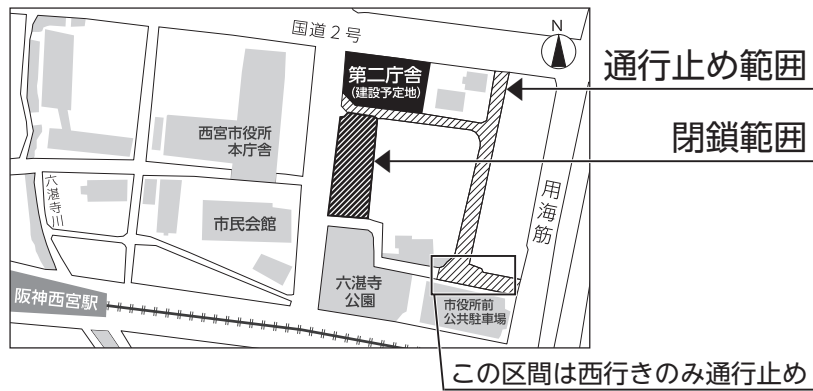 国道2号
N
第二庁舎
(建設予定地)
通行止め範囲
西宮市役所
本庁舎
閉鎖範囲
六湛寺川
用海筋
市民会館
六湛寺
公園
阪神西宮駅
市役所前
公共駐車場
この区間は西行きのみ通行止め